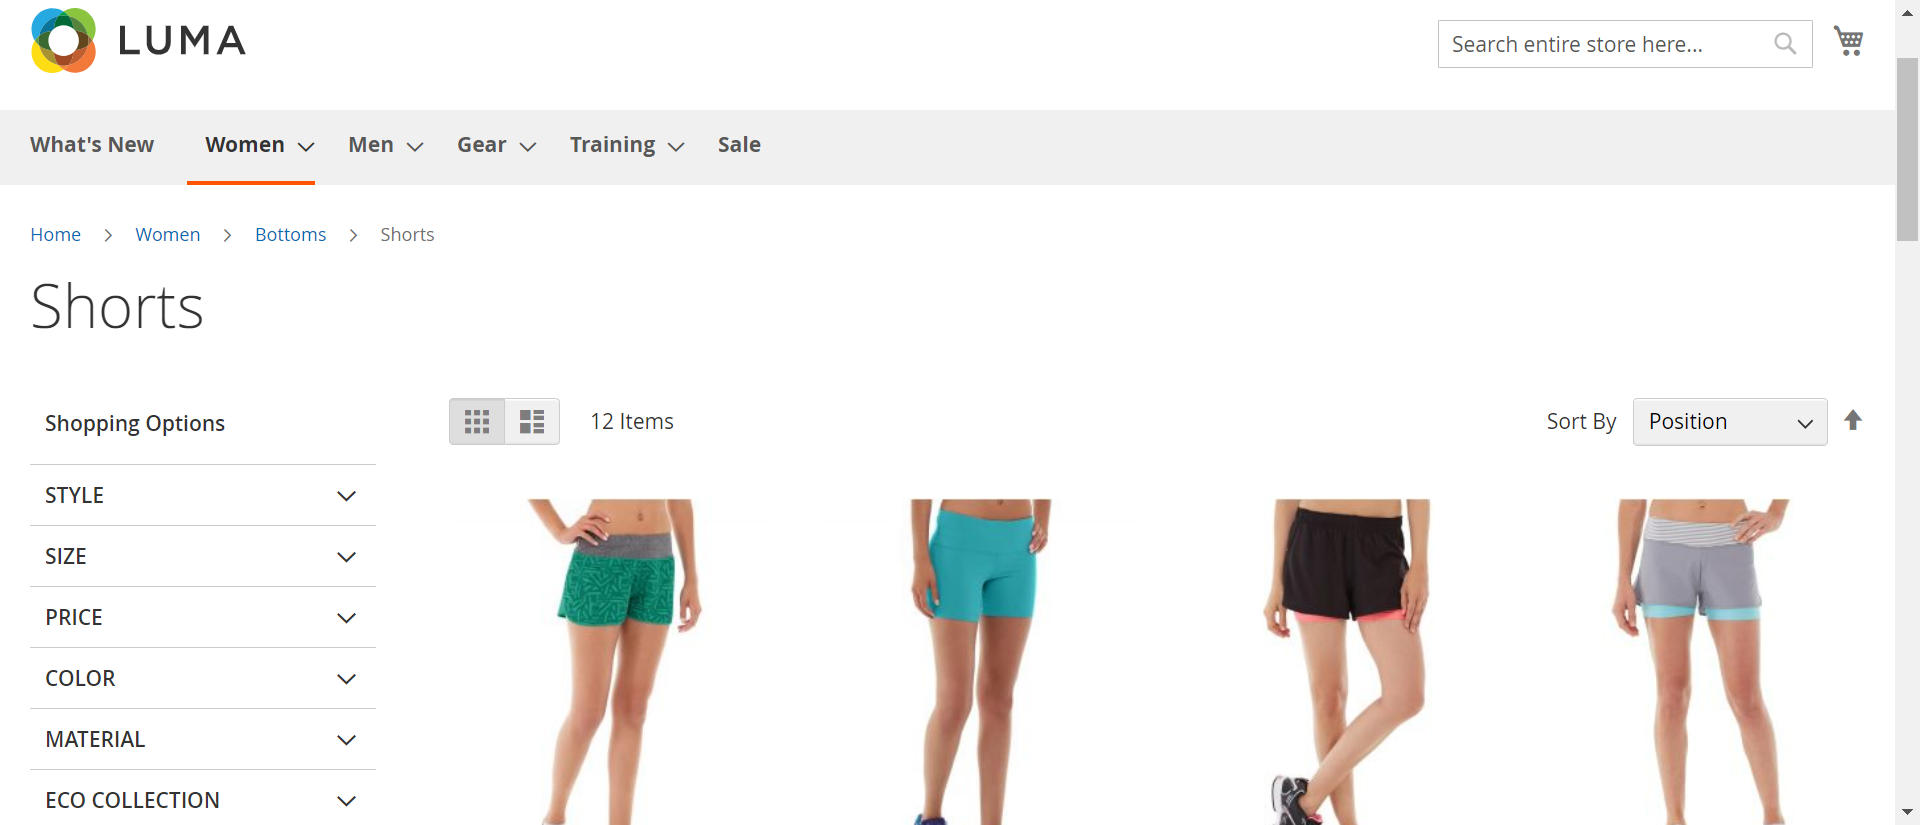 LUMA
Search entire store here...
What's New Women Men Gear Training Sale
Home Women Bottoms Shorts
Shorts
Shopping Options
12 Items
Sort By Position
STYLE
SIZE
PRICE
COLOR
MATERIAL
ECO COLLECTION